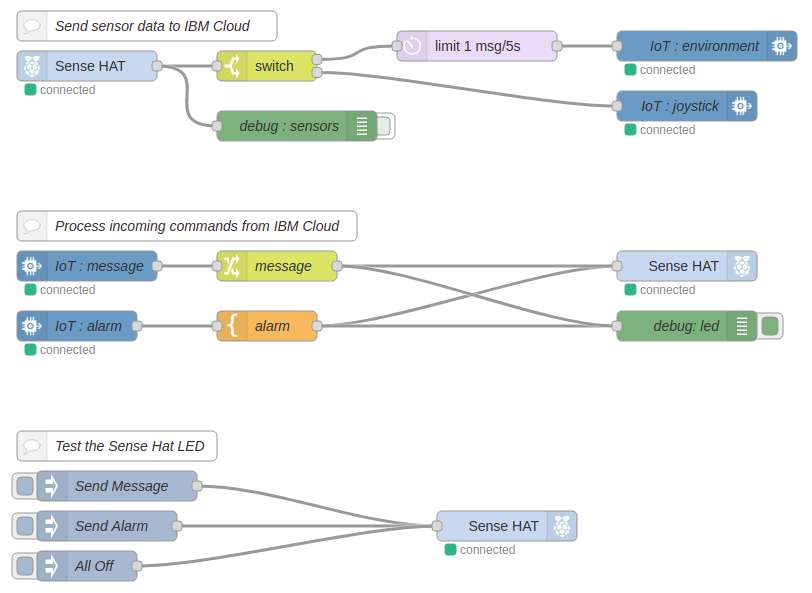 Send sensor data to IBM Cloud
Sense HAT
connected
switch
limit 1 msg/5s
IoT : environment
connected
IoT : joystick
connected
debug : sensors
Process incoming commands from IBM Cloud
IoT : message
connected
message
Sense HAT
connected
IoT : alarm
connected
alarm
debug: led
Test the Sense Hat LED
Send Message
Send Alarm
All Off
Sense HAT
connected